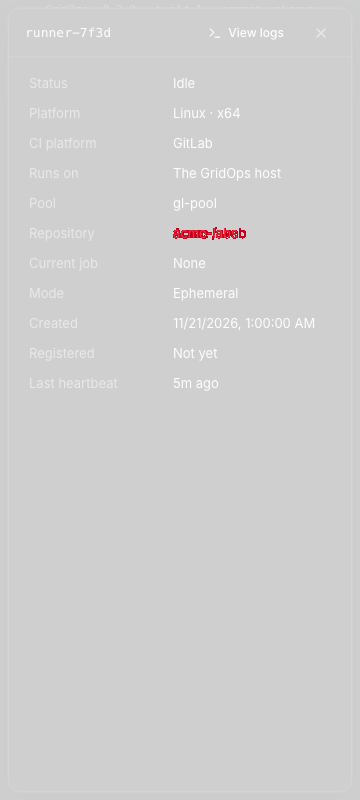 runner-7f3d
View logs
Status Idle
Platform Linux · x64
CI platform GitLab
Runs on The GridOps host
Pool gl-pool
Repository
Current job None
Mode Ephemeral
Created 11/21/2026, 1:00:00 AM
Registered Not yet
Last heartbeat 5m ago